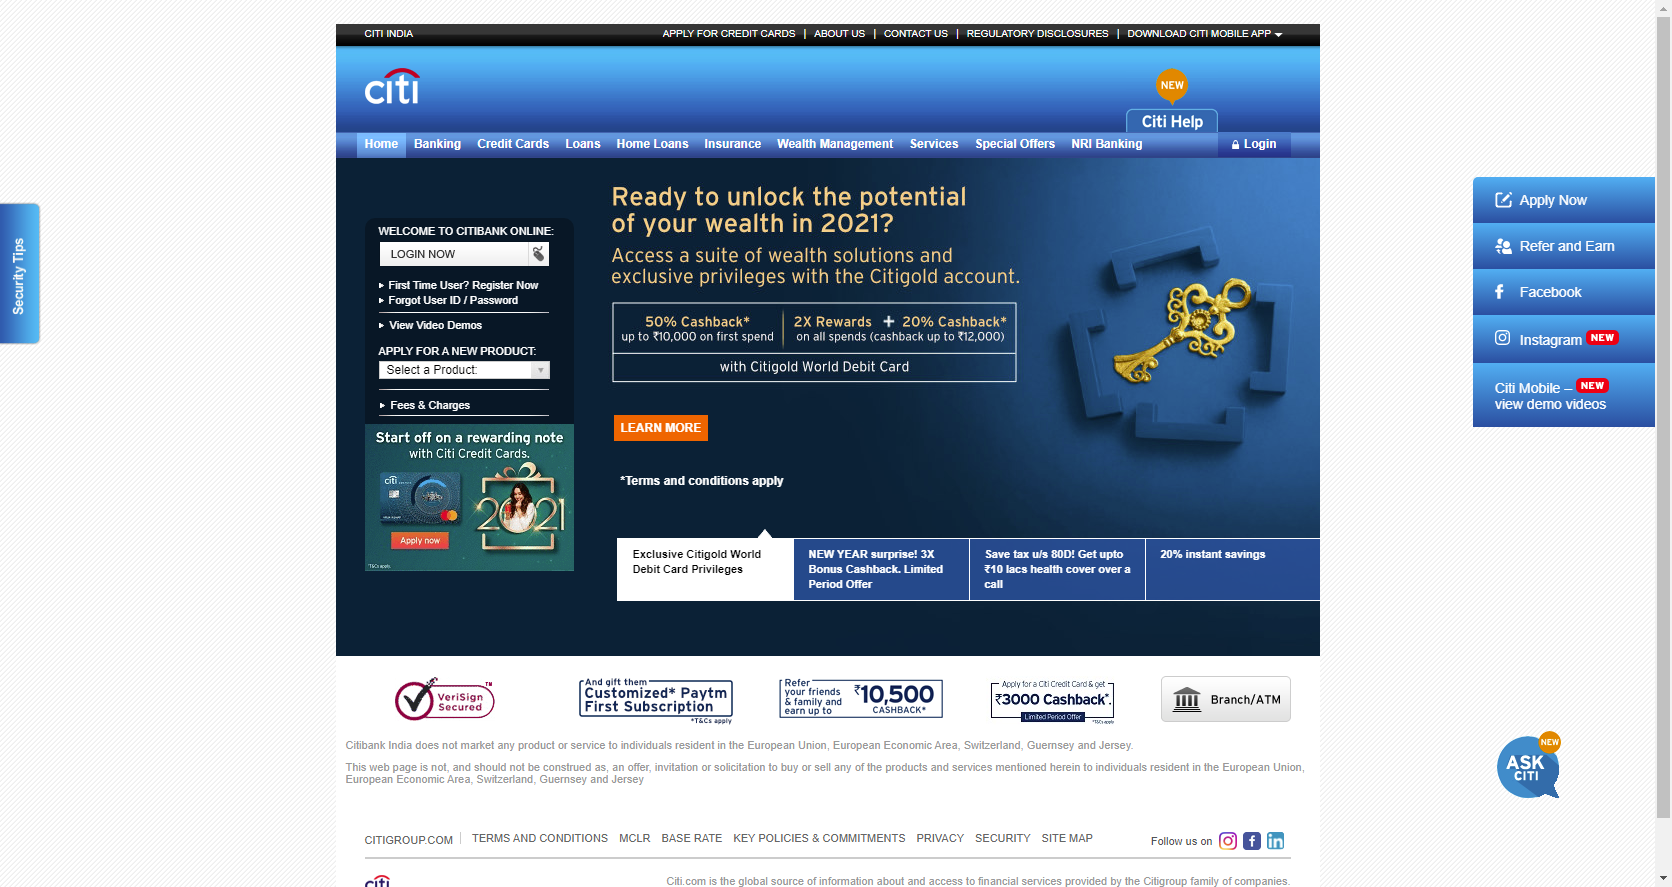 CITI INDIA
APPLY FOR CREDIT CARDS | ABOUT US | CONTACT US | REGULATORY DISCLOSURES | DOWNLOAD CITI MOBILE APP
citi
NEW
Citi Help
Home Banking Credit Cards Loans Home Loans Insurance Wealth Management Services Special Offers NRI Banking Login
Security Tips
WELCOME TO CITIBANK ONLINE:
LOGIN NOW
First Time User? Register Now
Forgot User ID / Password
View Video Demos
APPLY FOR A NEW PRODUCT:
Select a Product:
Fees & Charges
Start off on a rewarding note
with Citi Credit Cards.
citi
2021
Apply now
*T&Cs apply
Ready to unlock the potential
of your wealth in 2021?
Access a suite of wealth solutions and
exclusive privileges with the Citigold account.
50% Cashback*
up to ₹10,000 on first spend
2X Rewards + 20% Cashback*
on all spends (cashback up to ₹12,000)
with Citigold World Debit Card
LEARN MORE
*Terms and conditions apply
Exclusive Citigold World
Debit Card Privileges
NEW YEAR surprise! 3X
Bonus Cashback. Limited
Period Offer
Save tax u/s 80D! Get upto
₹10 lacs health cover over a
call
20% instant savings
Apply Now
Refer and Earn
Facebook
Instagram NEW
Citi Mobile – NEW
view demo videos
VeriSign
Secured
TM
And gift them
Customized* Paytm
First Subscription
*T&Cs apply
Refer
your friends
& family and
earn up to
₹10,500
CASHBACK*
Apply for a Citi Credit Card & get
₹3000 Cashback*.
Limited Period Offer
*T&Cs apply
Branch/ATM
Citibank India does not market any product or service to individuals resident in the European Union, European Economic Area, Switzerland, Guernsey and Jersey.
This web page is not, and should not be construed as, an offer, invitation or solicitation to buy or sell any of the products and services mentioned herein to individuals resident in the European Union,
European Economic Area, Switzerland, Guernsey and Jersey
NEW
ASK
CITI
CITIGROUP.COM | TERMS AND CONDITIONS MCLR BASE RATE KEY POLICIES & COMMITMENTS PRIVACY SECURITY SITE MAP
Follow us on
citi
Citi.com is the global source of information about and access to financial services provided by the Citigroup family of companies.